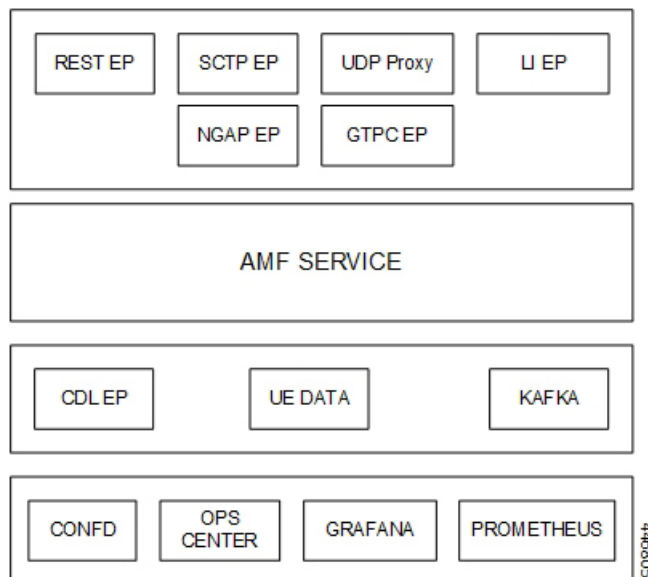 REST EP
SCTP EP
UDP Proxy
LI EP
NGAP EP
GTPC EP
AMF SERVICE
CDL EP
UE DATA
KAFKA
CONFD
OPS
CENTER
GRAFANA
PROMETHEUS